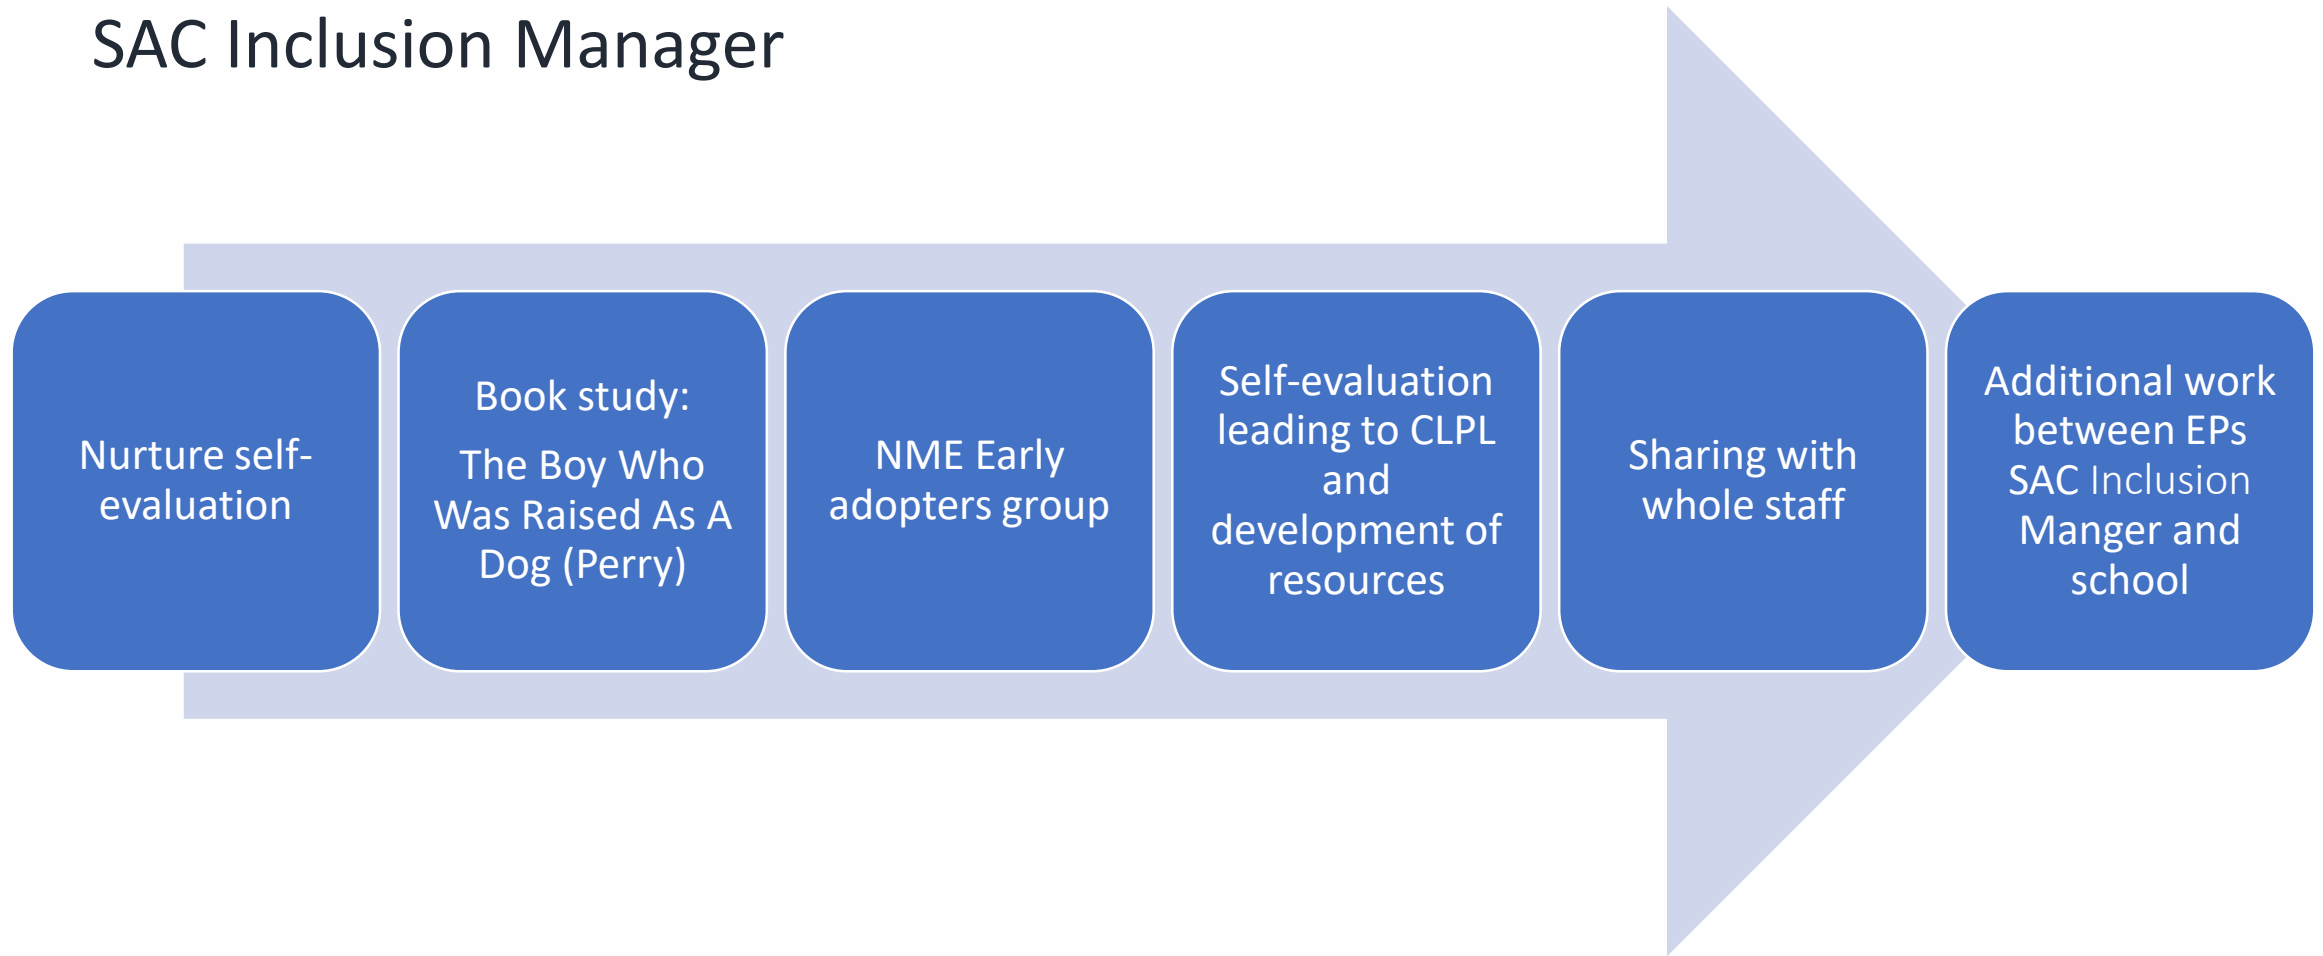 SAC Inclusion Manager
Nurture self-
evaluation
Book study:
The Boy Who
Was Raised As A
Dog (Perry)
NME Early
adopters group
Self-evaluation
leading to CLPL
and
development of
resources
Sharing with
whole staff
Additional work
between EPs
SAC Inclusion
Manger and
school